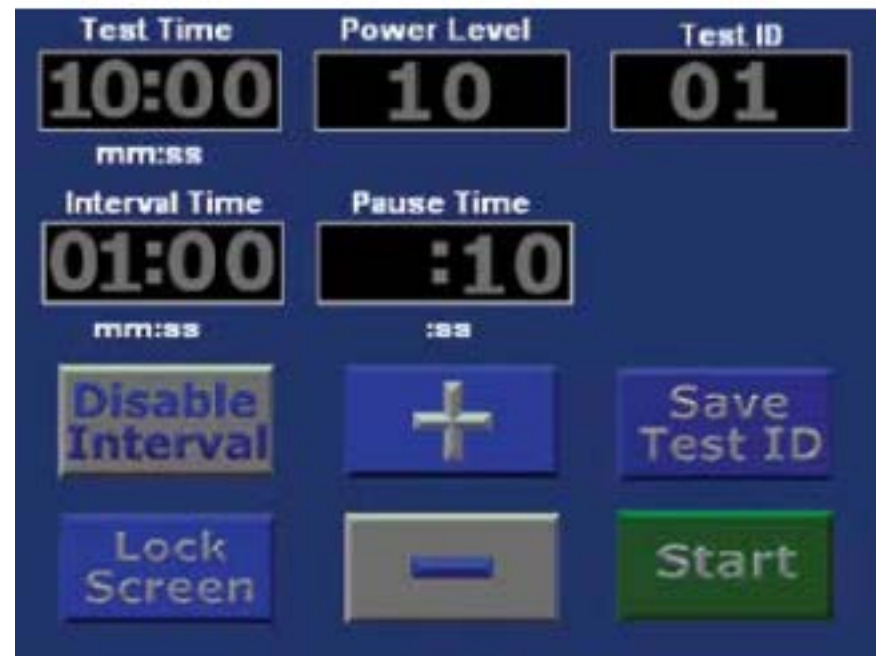 Test Time Power Level Test ID
10:00 10 01
mm:ss
Interval Time Pause Time
01:00 :10
mm:ss :ss
Disable
Interval
+
Save
Test ID
Lock
Screen
-
Start